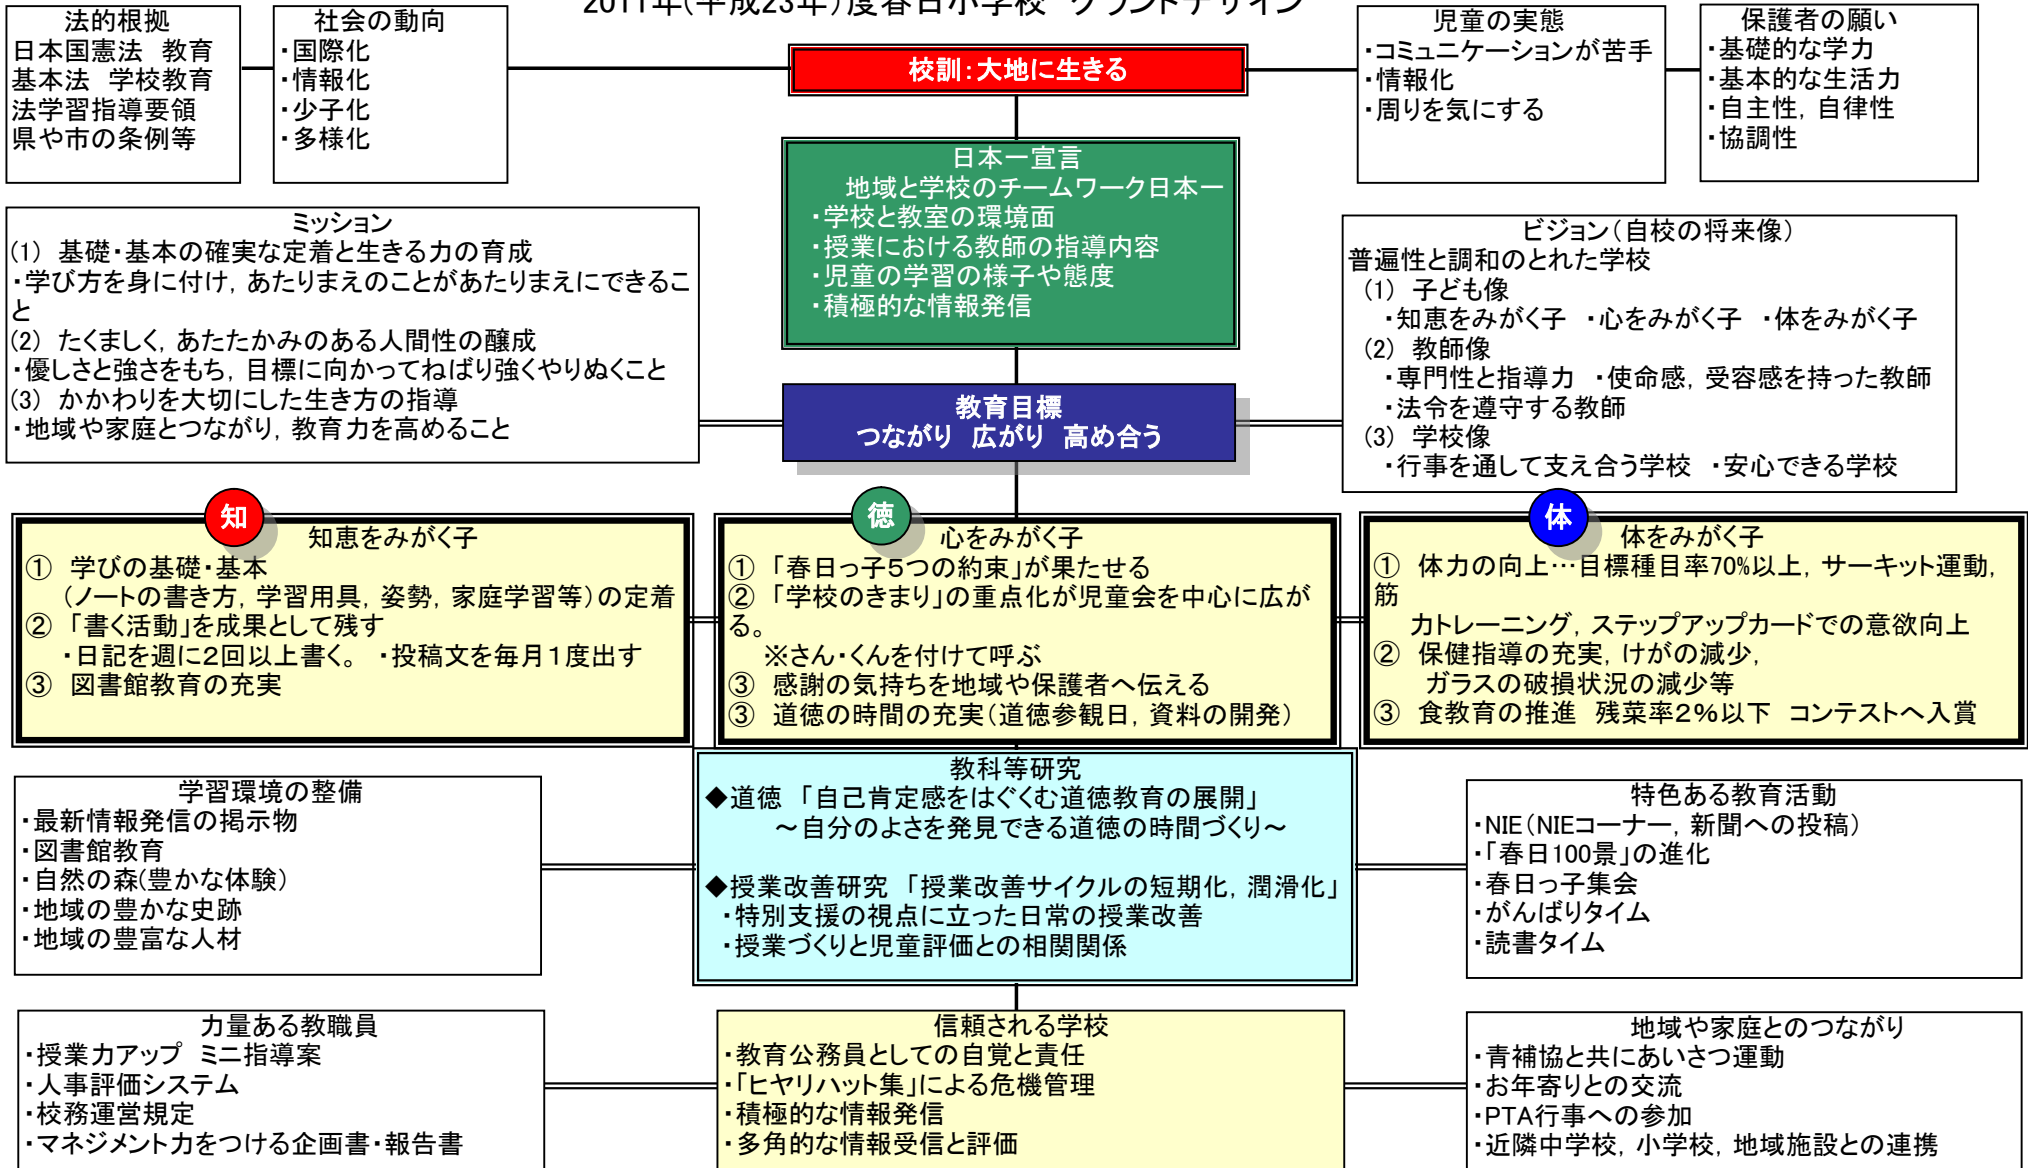 2011年(平成23年)度春日小学校 グランドデザイン
法的根拠
日本国憲法 教育
基本法 学校教育
法学習指導要領
県や市の条例等
社会の動向
・国際化
・情報化
・少子化
・多様化
校訓：大地に生きる
児童の実態
・コミュニケーションが苦手
・情報化
・周りを気にする
保護者の願い
・基礎的な学力
・基本的な生活力
・自主性，自律性
・協調性
日本一宣言
地域と学校のチームワーク日本一
・学校と教室の環境面
・授業における教師の指導内容
・児童の学習の様子や態度
・積極的な情報発信
ミッション
(1) 基礎・基本の確実な定着と生きる力の育成
・学び方を身に付け，あたりまえのことがあたりまえにできるこ
と
(2) たくましく，あたたかみのある人間性の醸成
・優しさと強さをもち，目標に向かってねばり強くやりぬくこと
(3) かかわりを大切にした生き方の指導
・地域や家庭とつながり，教育力を高めること
教育目標
つながり 広がり 高め合う
ビジョン（自校の将来像）
普遍性と調和のとれた学校
(1) 子ども像
・知恵をみがく子 ・心をみがく子 ・体をみがく子
(2) 教師像
・専門性と指導力 ・使命感，受容感を持った教師
・法令を遵守する教師
(3) 学校像
・行事を通して支え合う学校 ・安心できる学校
知
知恵をみがく子
① 学びの基礎・基本
（ノートの書き方，学習用具，姿勢，家庭学習等）の定着
② 「書く活動」を成果として残す
・日記を週に２回以上書く。 ・投稿文を毎月１度出す
③ 図書館教育の充実
徳
心をみがく子
① 「春日っ子５つの約束」が果たせる
② 「学校のきまり」の重点化が児童会を中心に広が
る。
※さん・くんを付けて呼ぶ
③ 感謝の気持ちを地域や保護者へ伝える
③ 道徳の時間の充実（道徳参観日，資料の開発）
体
体をみがく子
① 体力の向上…目標種目率70%以上，サーキット運動，
筋
力トレーニング，ステップアップカードでの意欲向上
② 保健指導の充実，けがの減少，
ガラスの破損状況の減少等
③ 食教育の推進 残菜率２％以下 コンテストへ入賞
学習環境の整備
・最新情報発信の掲示物
・図書館教育
・自然の森(豊かな体験）
・地域の豊かな史跡
・地域の豊富な人材
教科等研究
◆道徳 「自己肯定感をはぐくむ道徳教育の展開」
～自分のよさを発見できる道徳の時間づくり～
◆授業改善研究 「授業改善サイクルの短期化，潤滑化」
・特別支援の視点に立った日常の授業改善
・授業づくりと児童評価との相関関係
特色ある教育活動
・NIE（NIEコーナー，新聞への投稿）
・「春日100景」の進化
・春日っ子集会
・がんばりタイム
・読書タイム
力量ある教職員
・授業力アップ ミニ指導案
・人事評価システム
・校務運営規定
・マネジメント力をつける企画書・報告書
信頼される学校
・教育公務員としての自覚と責任
・「ヒヤリハット集」による危機管理
・積極的な情報発信
・多角的な情報受信と評価
地域や家庭とのつながり
・青補協と共にあいさつ運動
・お年寄りとの交流
・PTA行事への参加
・近隣中学校，小学校，地域施設との連携